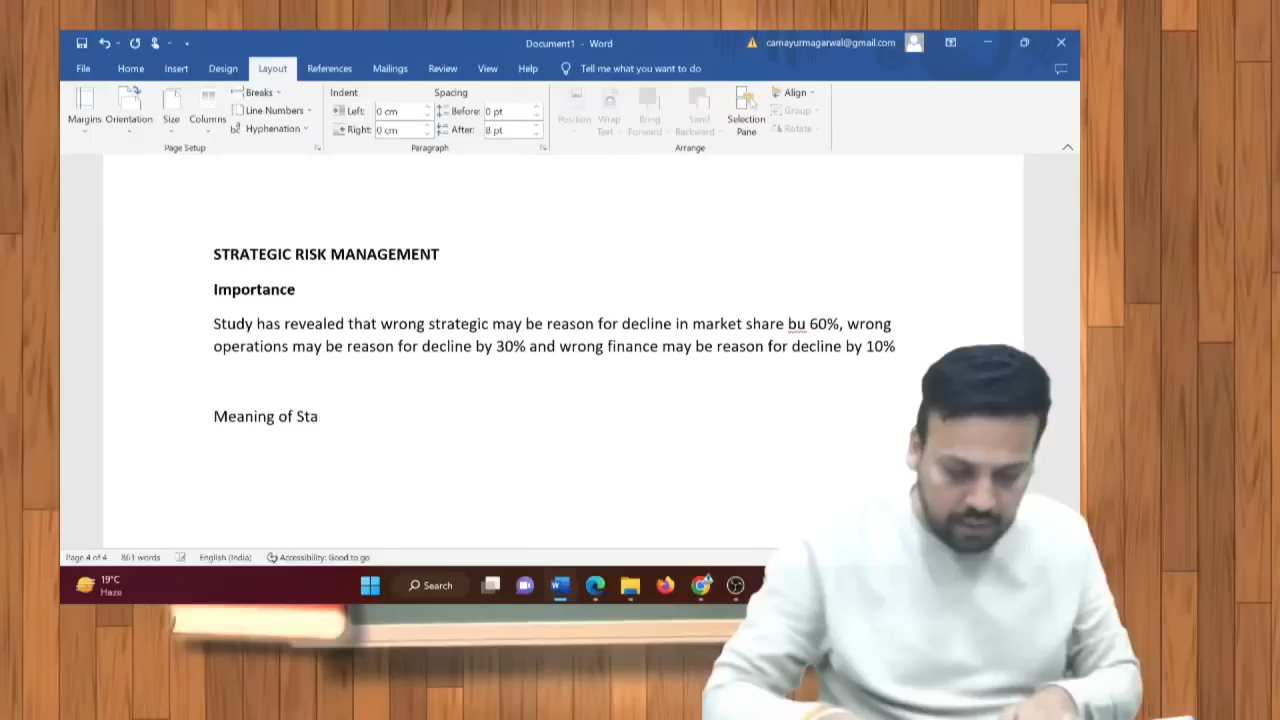 Document1 - Word
camayurmagarwal@gmail.com
File Home Insert Design Layout References Mailings Review View Help Tell me what you want to do
Margins Orientation Size Columns
Breaks
Line Numbers
Hyphenation
Page Setup
Indent Spacing
Left: 0 cm Before: 0 pt
Right: 0 cm After: 8 pt
Paragraph
Position Wrap Text Bring Forward Send Backward Selection Pane
Align
Group
Rotate
Arrange
STRATEGIC RISK MANAGEMENT
Importance
Study has revealed that wrong strategic may be reason for decline in market share bu 60%, wrong
operations may be reason for decline by 30% and wrong finance may be reason for decline by 10%
Meaning of Sta
Page 4 of 4 861 words English (India) Accessibility: Good to go
19°C
Haze
Search